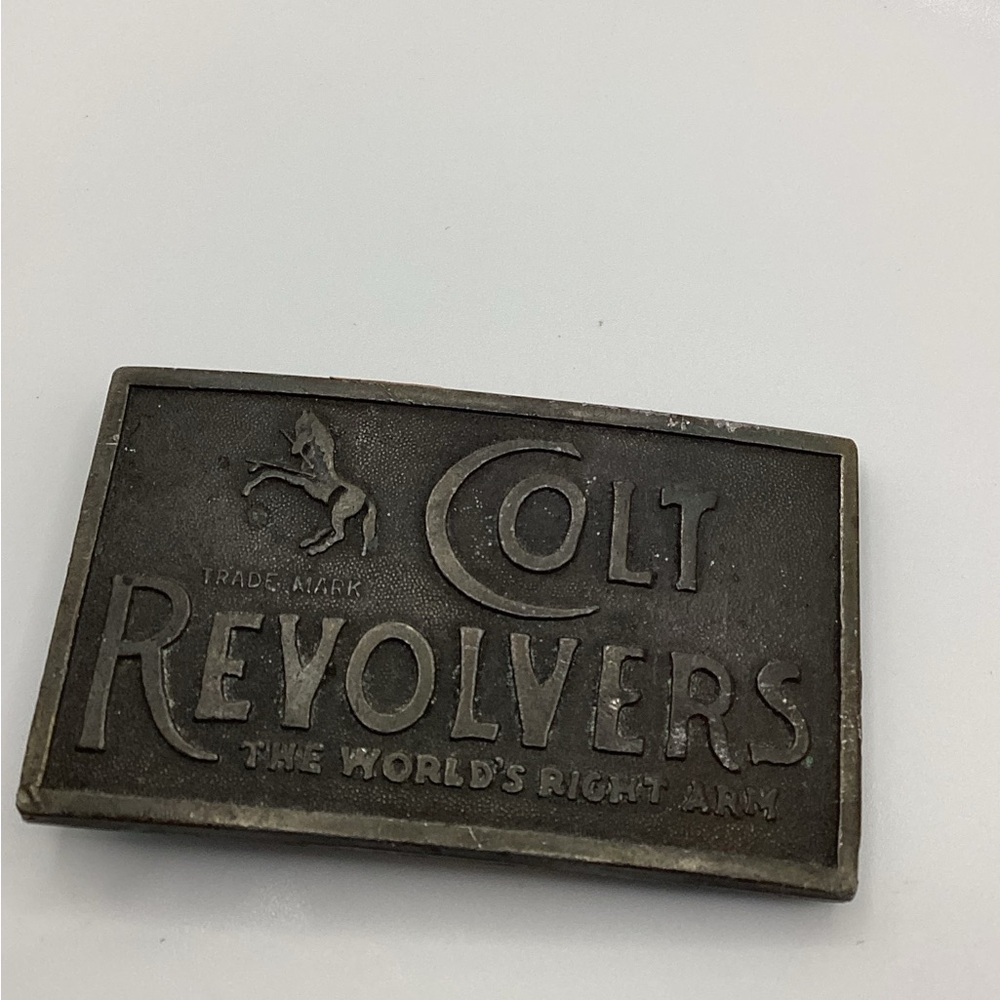 COLT
TRADE MARK
REVOLVERS
THE WORLD'S RIGHT ARM